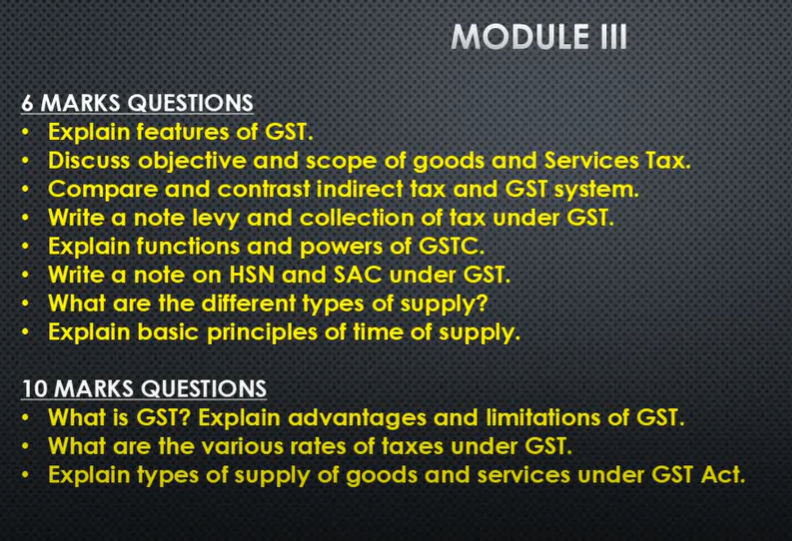 MODULE III
6 MARKS QUESTIONS
• Explain features of GST.
• Discuss objective and scope of goods and Services Tax.
• Compare and contrast indirect tax and GST system.
• Write a note levy and collection of tax under GST.
• Explain functions and powers of GSTC.
• Write a note on HSN and SAC under GST.
• What are the different types of supply?
• Explain basic principles of time of supply.
10 MARKS QUESTIONS
• What is GST? Explain advantages and limitations of GST.
• What are the various rates of taxes under GST.
• Explain types of supply of goods and services under GST Act.